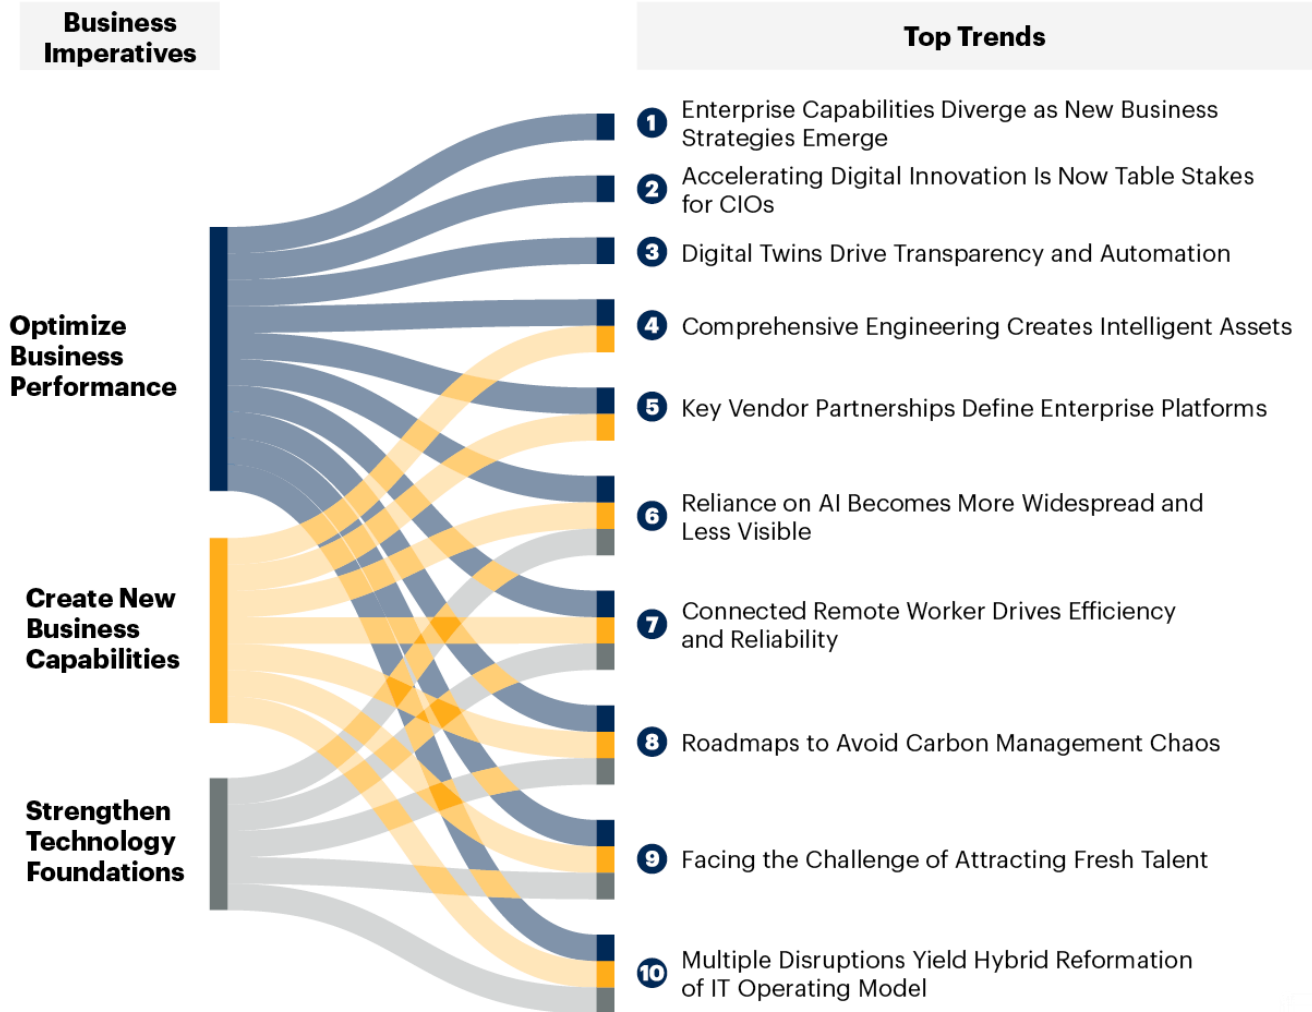 Business
Imperatives
Top Trends
Optimize
Business
Performance
Create New
Business
Capabilities
Strengthen
Technology
Foundations
1 Enterprise Capabilities Diverge as New Business
Strategies Emerge
2 Accelerating Digital Innovation Is Now Table Stakes
for CIOs
3 Digital Twins Drive Transparency and Automation
4 Comprehensive Engineering Creates Intelligent Assets
5 Key Vendor Partnerships Define Enterprise Platforms
6 Reliance on AI Becomes More Widespread and
Less Visible
7 Connected Remote Worker Drives Efficiency
and Reliability
8 Roadmaps to Avoid Carbon Management Chaos
9 Facing the Challenge of Attracting Fresh Talent
10 Multiple Disruptions Yield Hybrid Reformation
of IT Operating Model